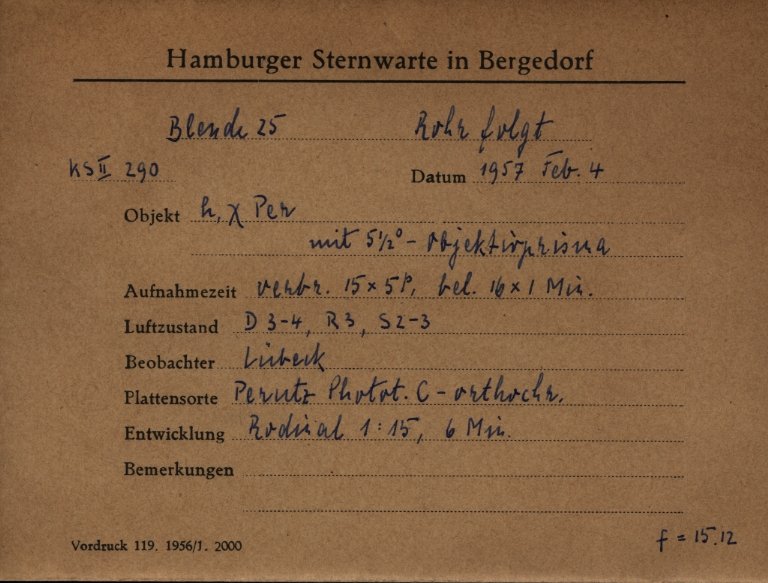 Hamburger Sternwarte in Bergedorf
Blende 25 Rohr folgt
KS II 290 Datum 1957 Feb. 4
Objekt h, χ Per
mit 5½° - Objektivprisma
Aufnahmezeit verbr. 15 x 5P, bel. 16 x 1 Min.
Luftzustand D 3-4, R 3, S 2-3
Beobachter Lübeck
Plattensorte Perutz Photot. C - orthochr.
Entwicklung Rodinal 1:15, 6 Min.
Bemerkungen
Vordruck 119. 1956/1. 2000 f = 15.12